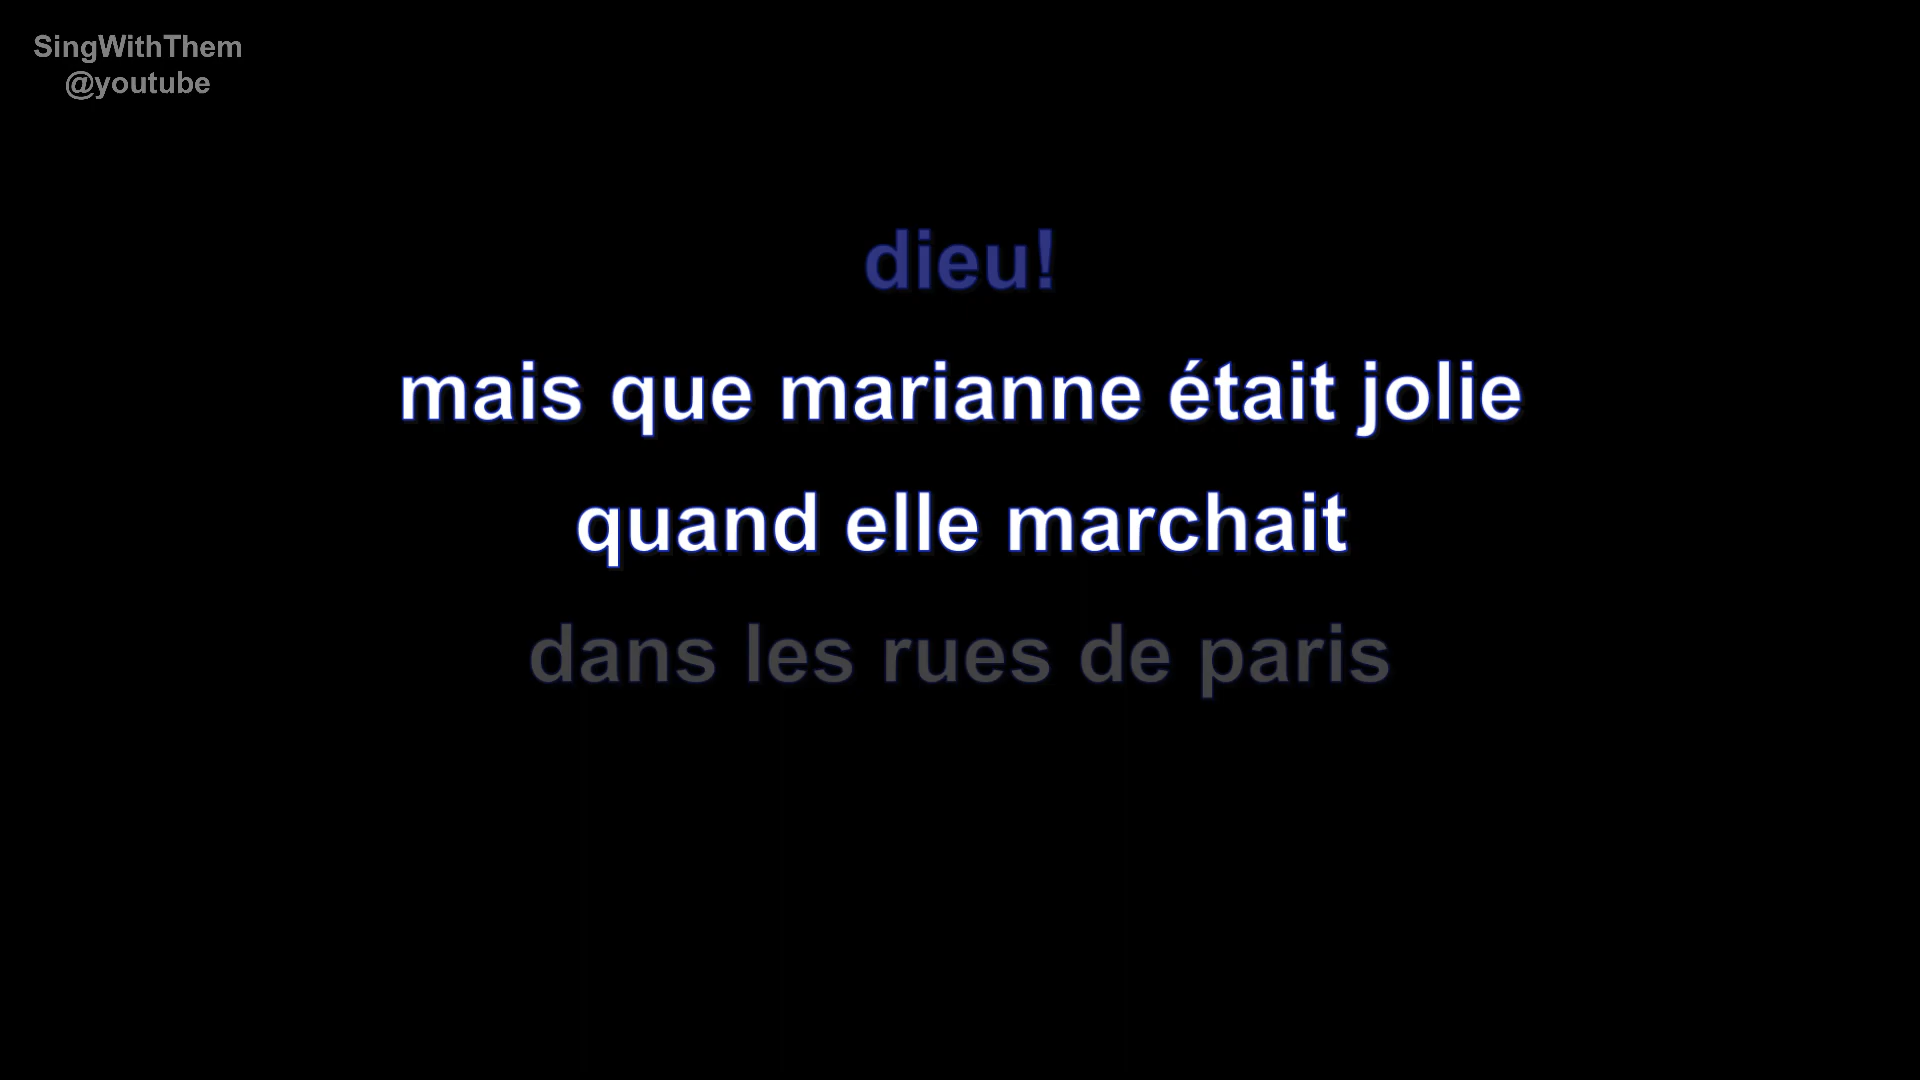 SingWithThem
@youtube
dieu!
mais que marianne était jolie
quand elle marchait
dans les rues de paris